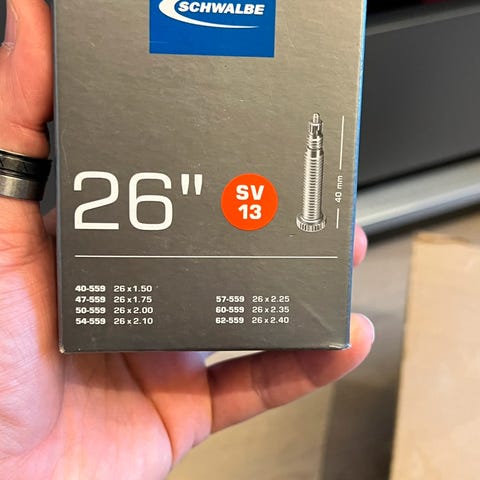 SCHWALBE
26"
SV
13
40 mm
40-559 26 x 1.50
47-559 26 x 1.75
50-559 26 x 2.00
54-559 26 x 2.10
57-559 26 x 2.25
60-559 26 x 2.35
62-559 26 x 2.40